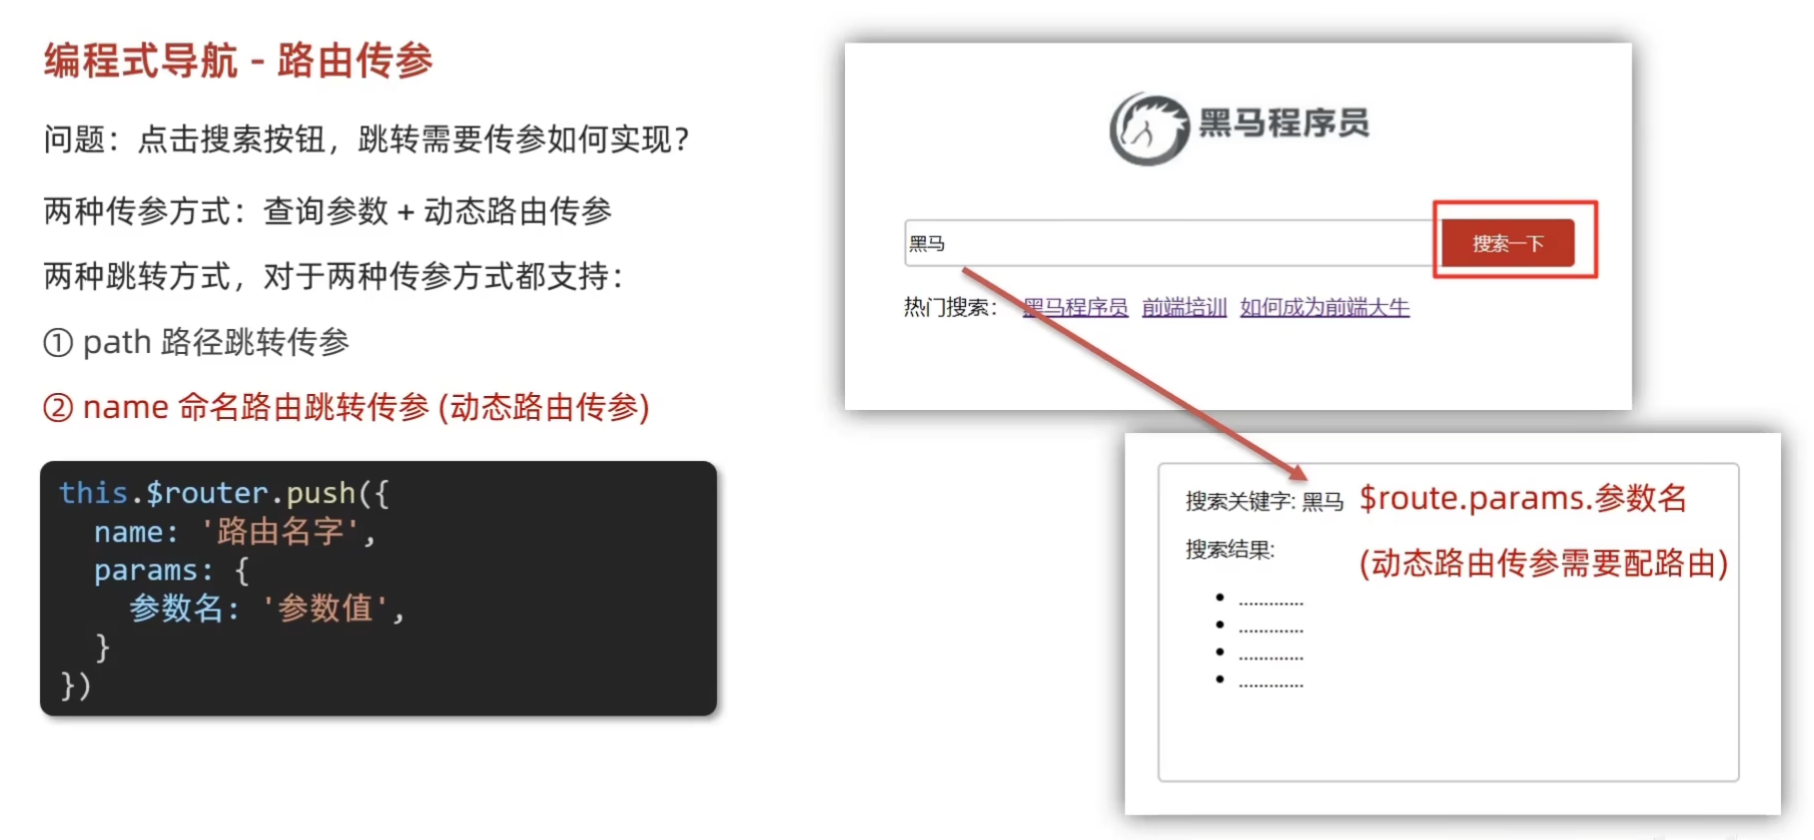 编程式导航 - 路由传参
问题：点击搜索按钮，跳转需要传参如何实现？
两种传参方式：查询参数 + 动态路由传参
两种跳转方式，对于两种传参方式都支持：
① path 路径跳转传参
② name 命名路由跳转传参 (动态路由传参)
this.$router.push({
  name: '路由名字',
  params: {
    参数名: '参数值',
  }
})
黑马程序员
黑马
搜索一下
热门搜索： 黑马程序员 前端培训 如何成为前端大牛
搜索关键字: 黑马 $route.params.参数名
搜索结果:
(动态路由传参需要配路由)
• .............
• .............
• .............
• .............